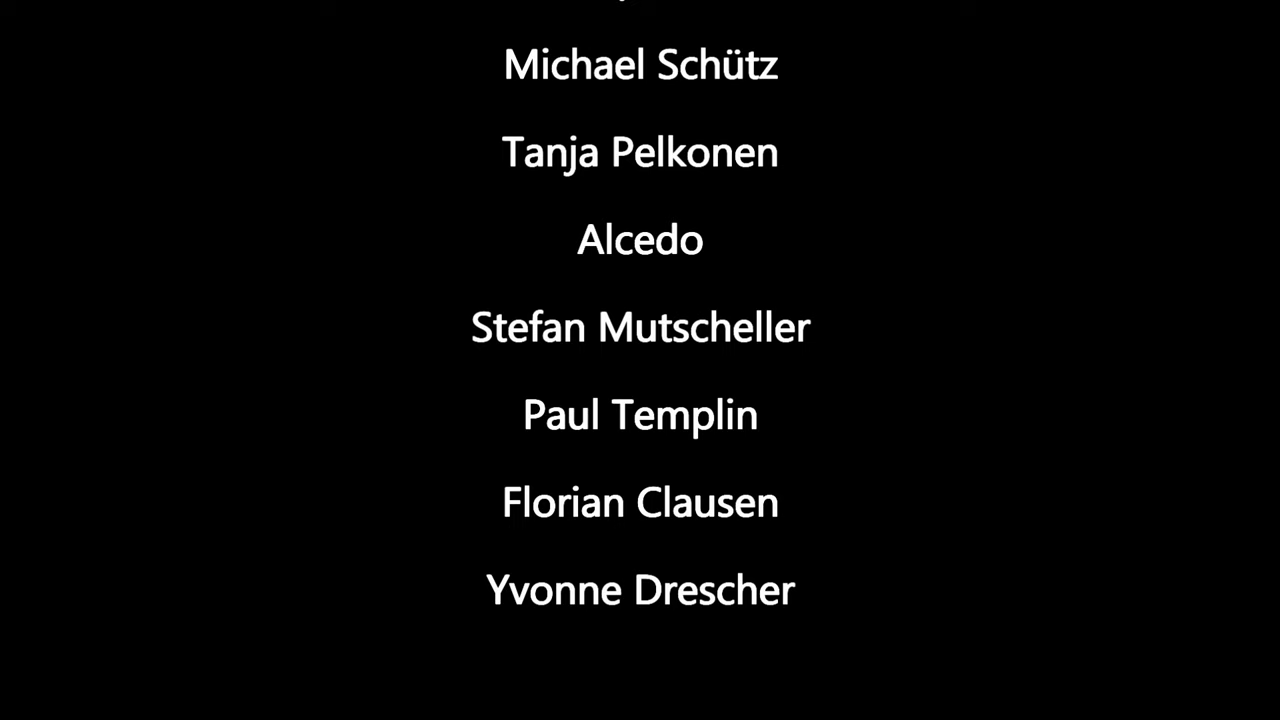 Michael Schütz
Tanja Pelkonen
Alcedo
Stefan Mutscheller
Paul Templin
Florian Clausen
Yvonne Drescher